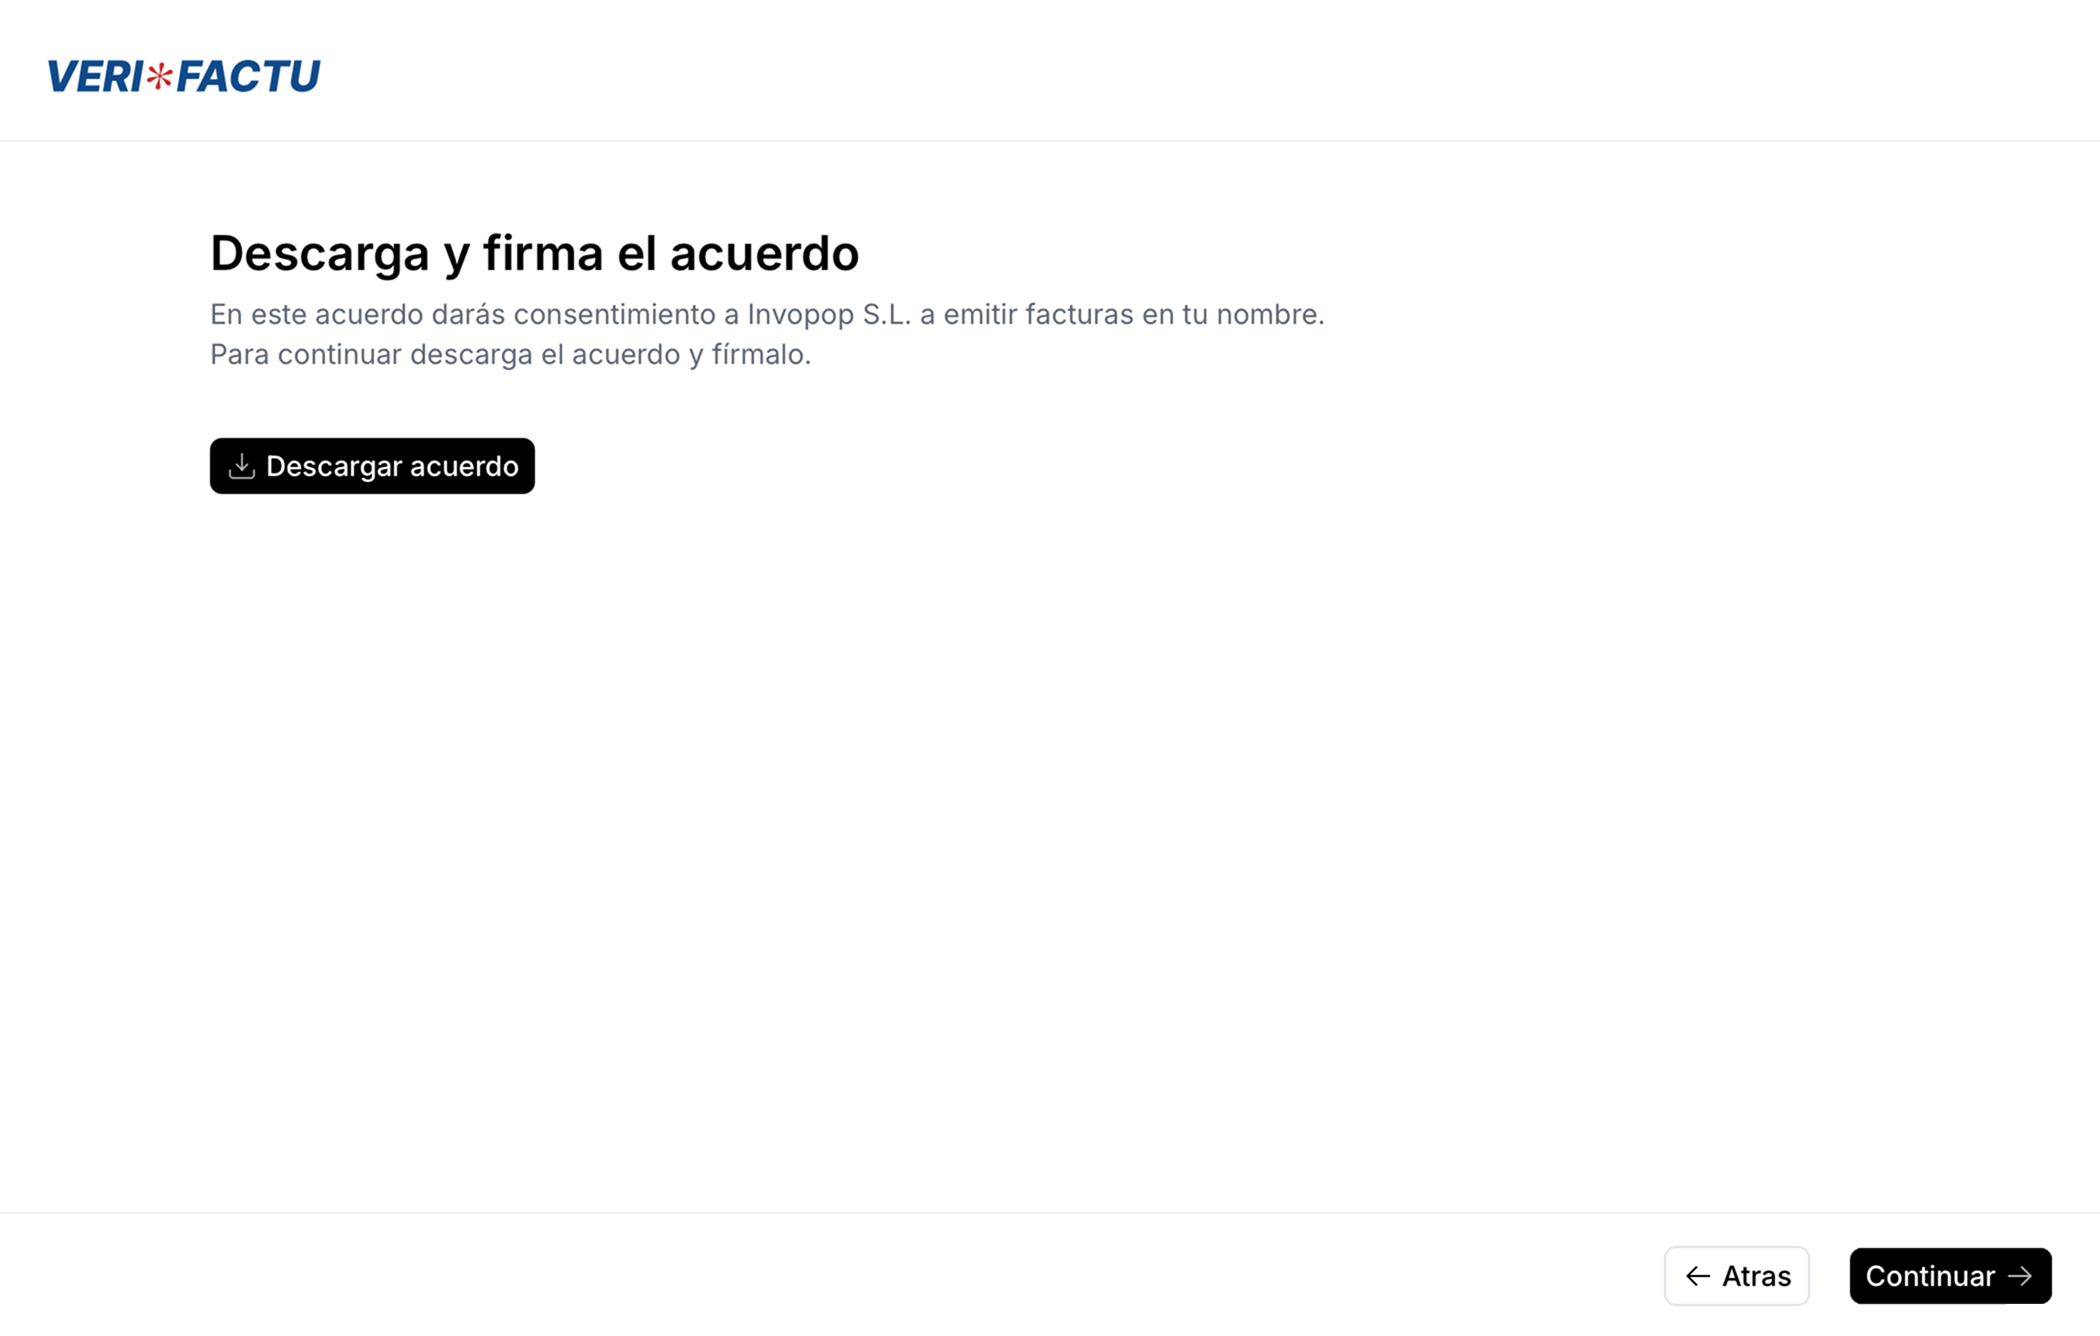 VERI*FACTU
Descarga y firma el acuerdo
En este acuerdo darás consentimiento a Invopop S.L. a emitir facturas en tu nombre.
Para continuar descarga el acuerdo y fírmalo.
Descargar acuerdo
← Atras
Continuar →